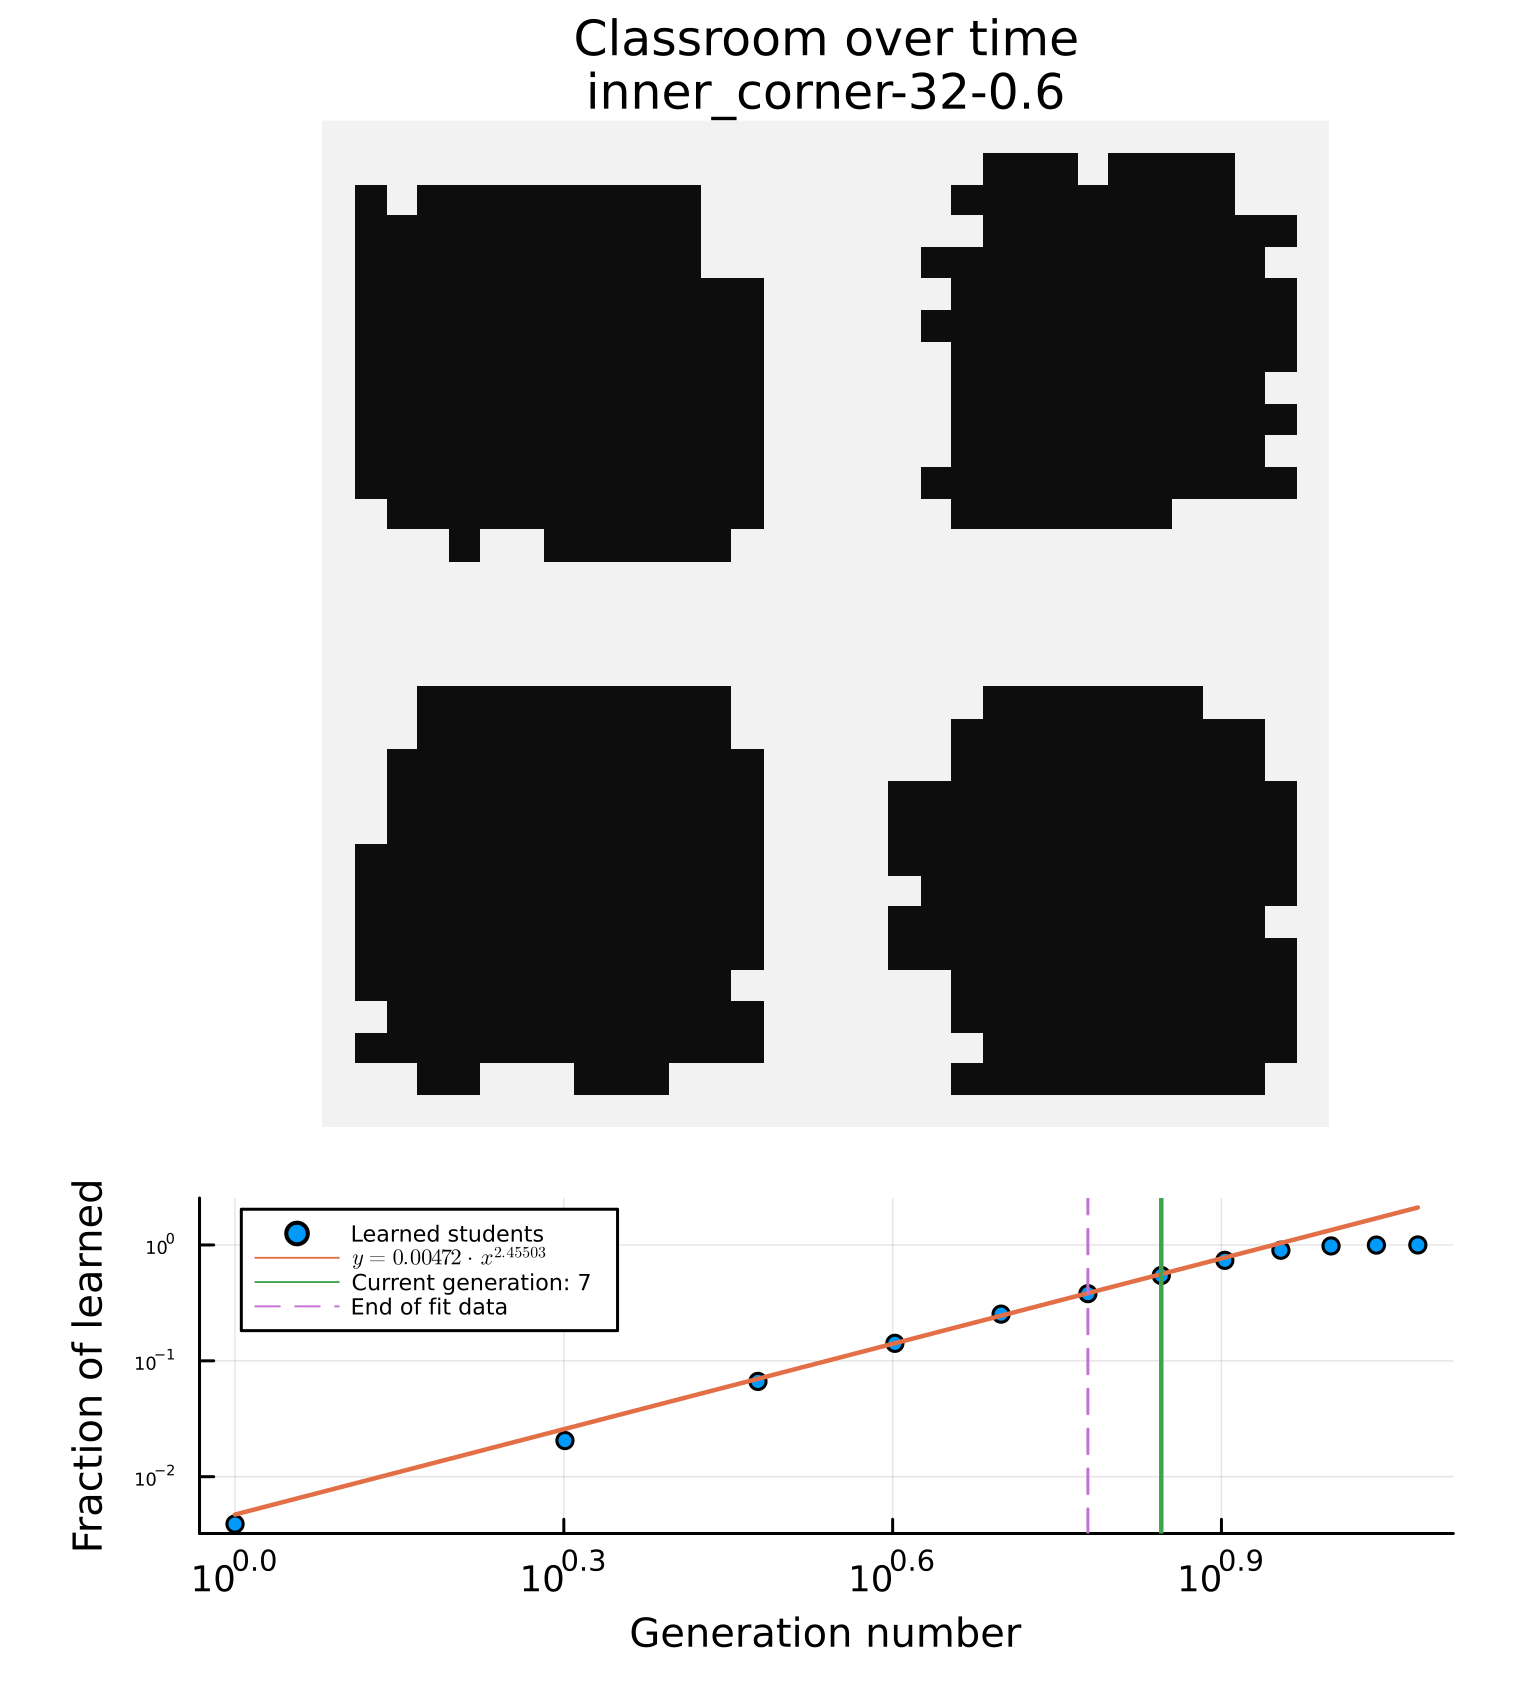 Classroom over time
inner_corner-32-0.6
Fraction of learned
10^0
10^−1
10^−2
Learned students
y = 0.00472 · x^2.45503
Current generation: 7
End of fit data
10^0.0 10^0.3 10^0.6 10^0.9
Generation number